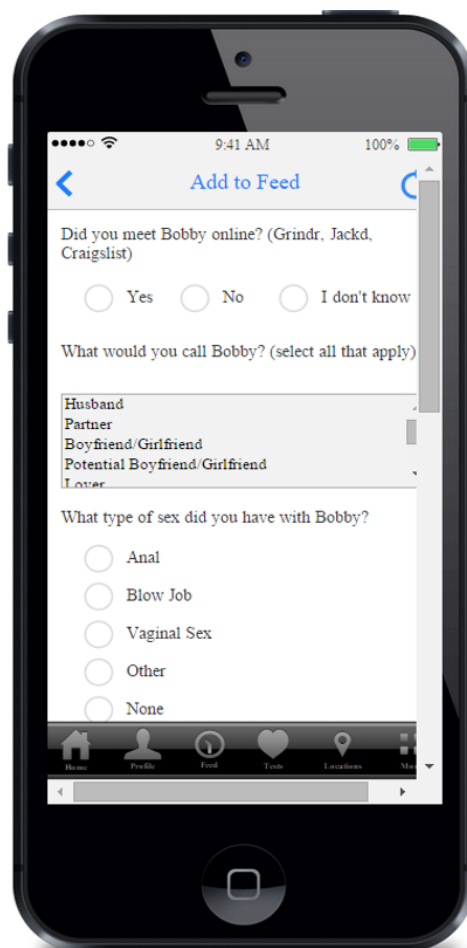 9:41 AM 100%
Add to Feed
Did you meet Bobby online? (Grindr, Jackd,
Craigslist)
Yes No I don't know
What would you call Bobby? (select all that apply)
Husband
Partner
Boyfriend/Girlfriend
Potential Boyfriend/Girlfriend
Lover
What type of sex did you have with Bobby?
Anal
Blow Job
Vaginal Sex
Other
None
Home Profile Feed Tests Locations